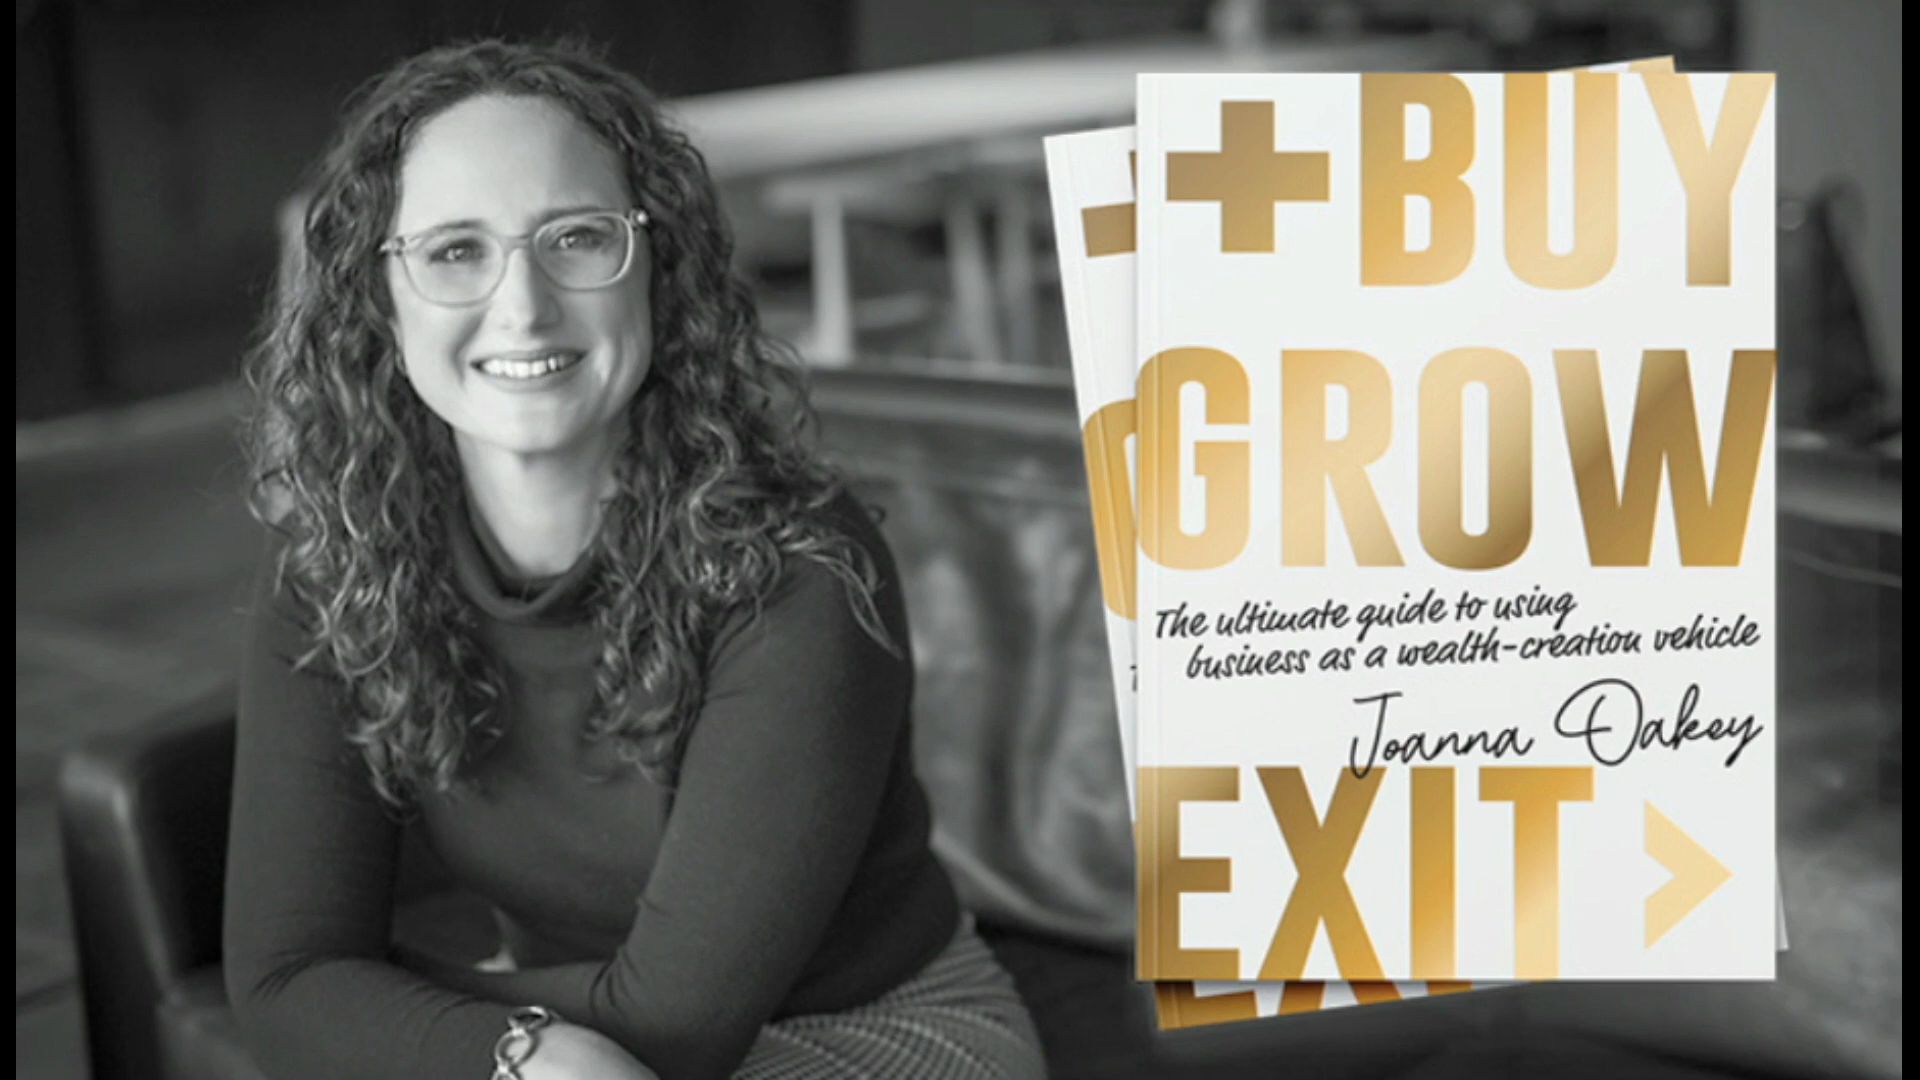 + BUY
GROW
The ultimate guide to using
business as a wealth-creation vehicle
Joanna Oakey
EXIT >